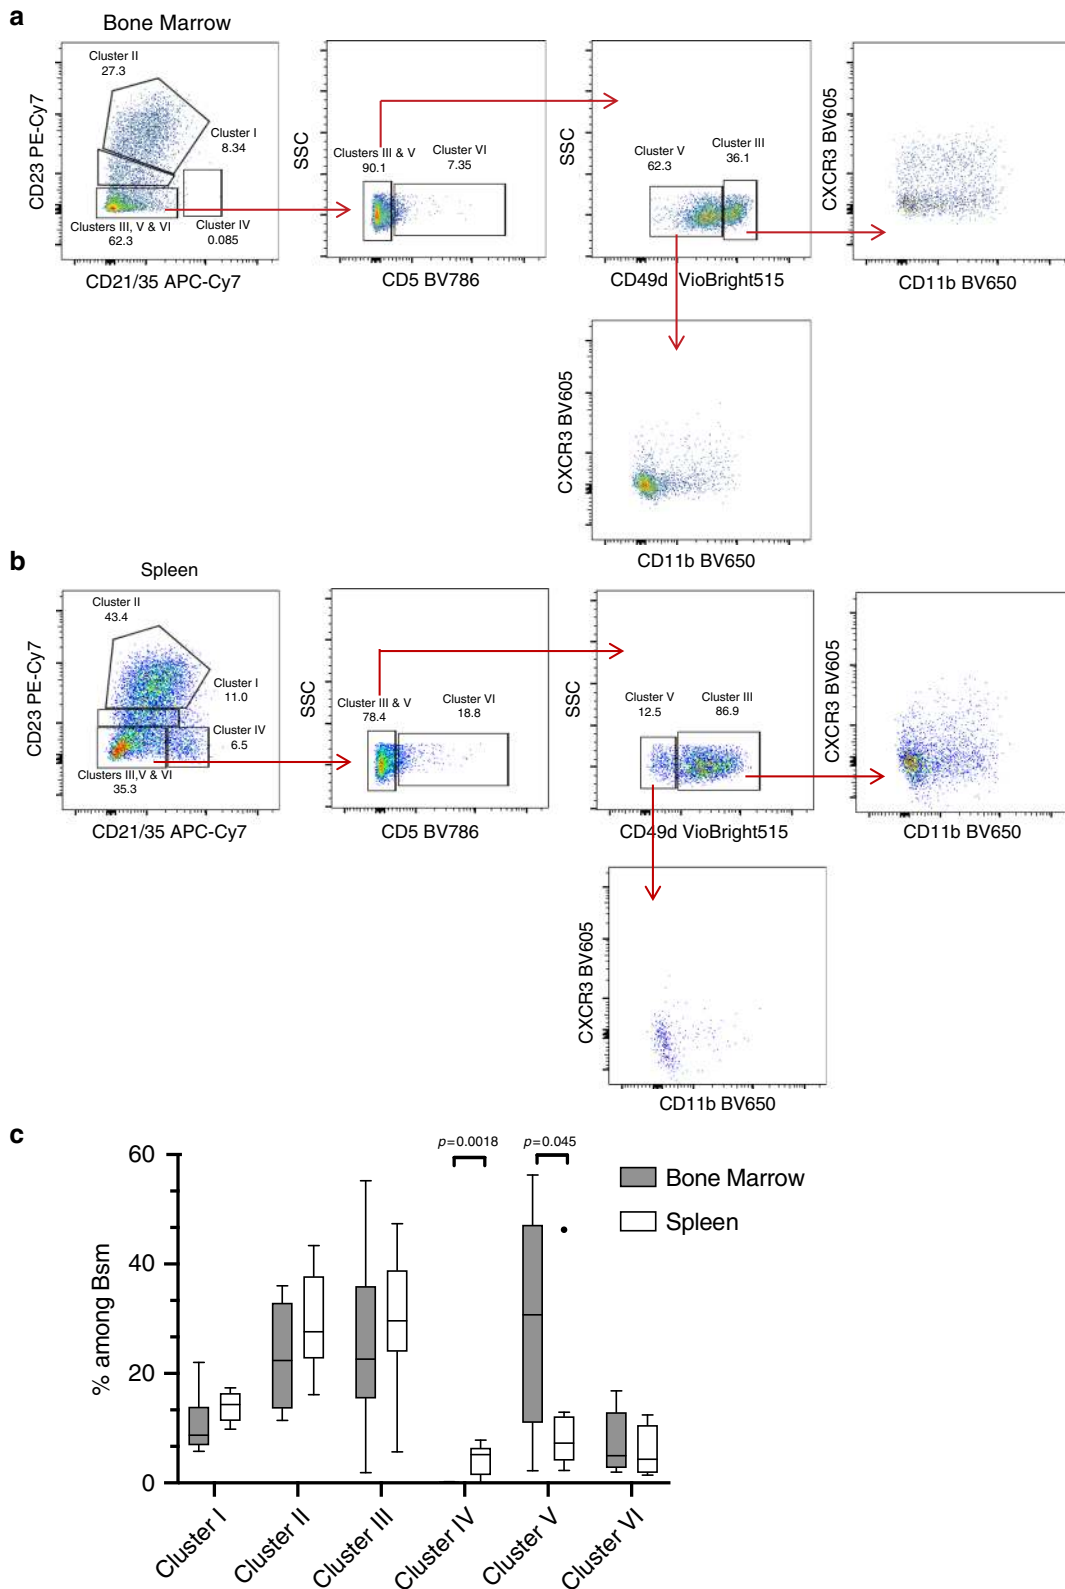 a
Bone Marrow
Cluster II
27.3
Cluster I
8.34
Clusters III, V & VI
62.3
Cluster IV
0.085
CD23 PE-Cy7
CD21/35 APC-Cy7
SSC
Clusters III & V
90.1
Cluster VI
7.35
CD5 BV786
SSC
Cluster V
62.3
Cluster III
36.1
CD49d VioBright515
CXCR3 BV605
CD11b BV650
CXCR3 BV605
CD11b BV650
b
Spleen
Cluster II
43.4
Cluster I
11.0
Cluster IV
6.5
Clusters III,V & VI
35.3
CD23 PE-Cy7
CD21/35 APC-Cy7
SSC
Cluster III & V
78.4
Cluster VI
18.8
CD5 BV786
SSC
Cluster V
12.5
Cluster III
86.9
CD49d VioBright515
CXCR3 BV605
CD11b BV650
CXCR3 BV605
CD11b BV650
c
% among Bsm
60
40
20
0
p=0.0018
p=0.045
Bone Marrow
Spleen
Cluster I
Cluster II
Cluster III
Cluster IV
Cluster V
Cluster VI